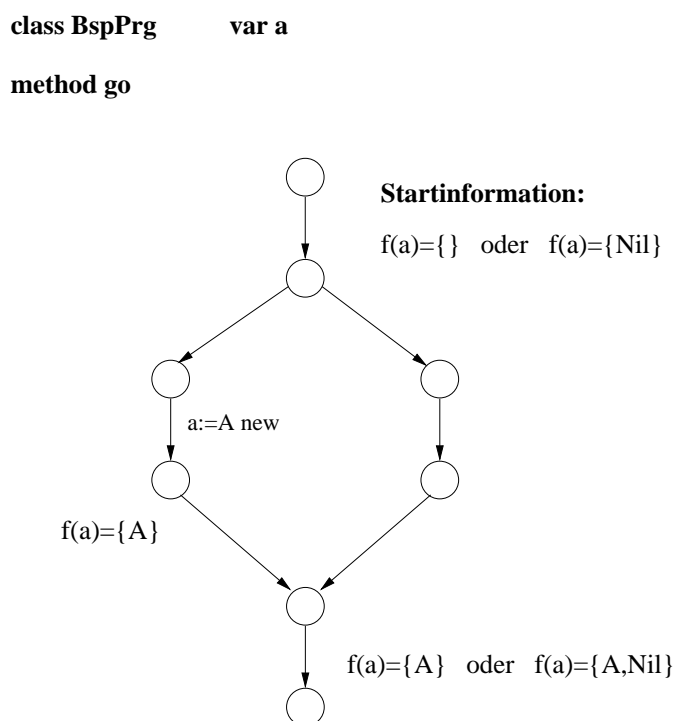 class BspPrg var a
method go
Startinformation:
f(a)={} oder f(a)={Nil}
a:=A new
f(a)={A}
f(a)={A} oder f(a)={A,Nil}